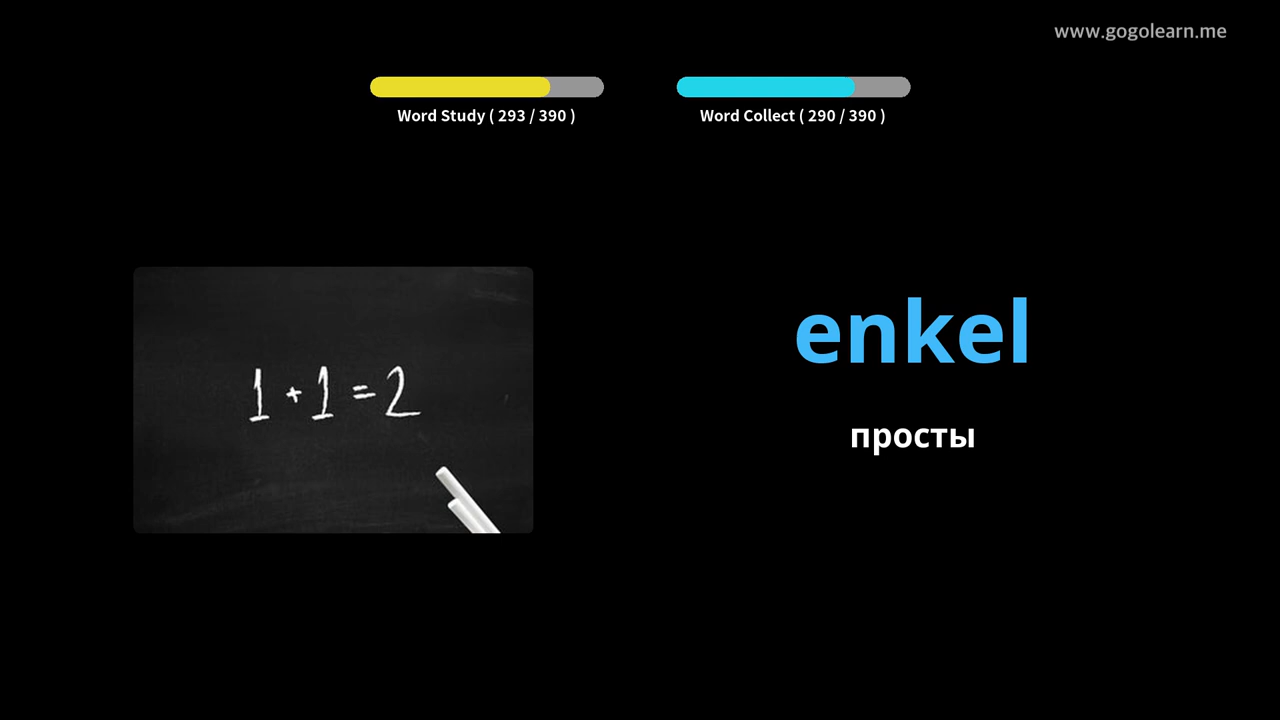 www.gogolearn.me
Word Study ( 293 / 390 )
Word Collect ( 290 / 390 )
1 + 1 = 2
enkel
просты